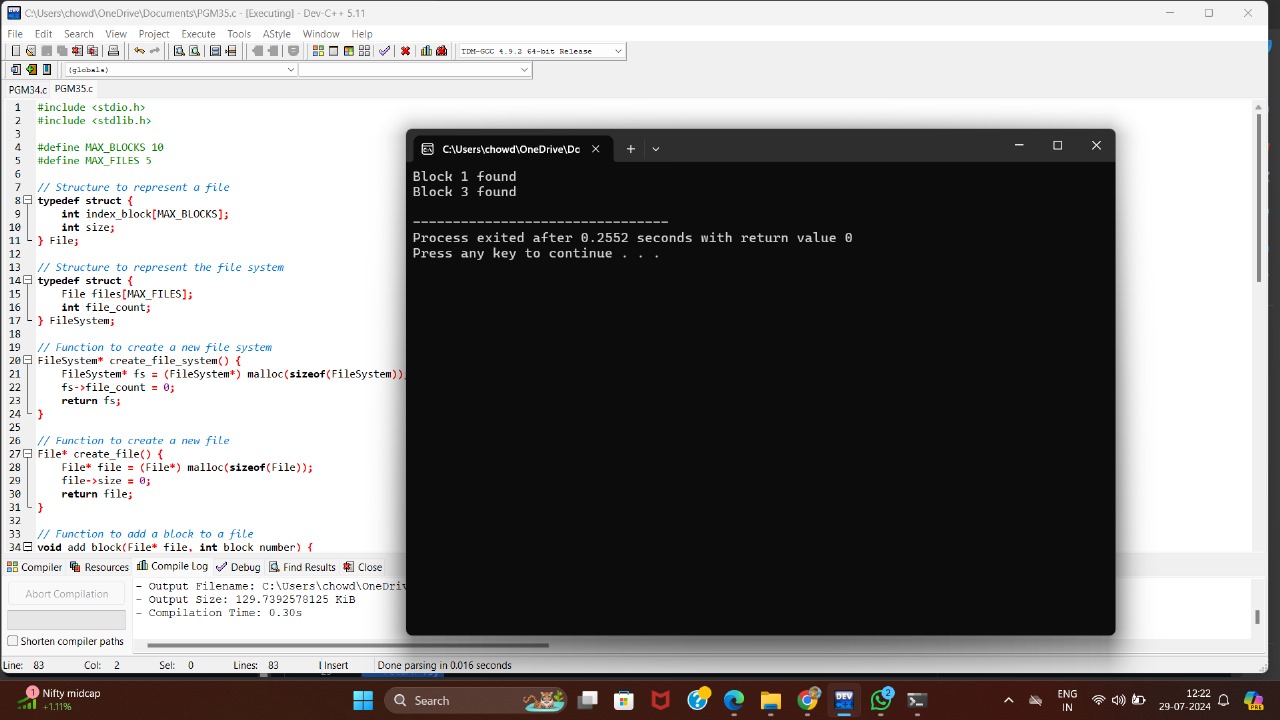 C:\Users\chowd\OneDrive\Documents\PGM35.c - [Executing] - Dev-C++ 5.11
File Edit Search View Project Execute Tools AStyle Window Help
TDM-GCC 4.9.2 64-bit Release
(globals)
PGM34.c PGM35.c
1 #include <stdio.h>
2 #include <stdlib.h>
3
4 #define MAX_BLOCKS 10
5 #define MAX_FILES 5
6
7 // Structure to represent a file
8 typedef struct {
9 int index_block[MAX_BLOCKS];
10 int size;
11 } File;
12
13 // Structure to represent the file system
14 typedef struct {
15 File files[MAX_FILES];
16 int file_count;
17 } FileSystem;
18
19 // Function to create a new file system
20 FileSystem* create_file_system() {
21 FileSystem* fs = (FileSystem*) malloc(sizeof(FileSystem));
22 fs->file_count = 0;
23 return fs;
24 }
25
26 // Function to create a new file
27 File* create_file() {
28 File* file = (File*) malloc(sizeof(File));
29 file->size = 0;
30 return file;
31 }
32
33 // Function to add a block to a file
34 void add_block(File* file, int block_number) {
C:\Users\chowd\OneDrive\Dc
Block 1 found
Block 3 found
--------------------------------
Process exited after 0.2552 seconds with return value 0
Press any key to continue . . .
Compiler Resources Compile Log Debug Find Results Close
Abort Compilation
Shorten compiler paths
- Output Filename: C:\Users\chowd\OneDriv
- Output Size: 129.7392578125 KiB
- Compilation Time: 0.30s
Line: 83 Col: 2 Sel: 0 Lines: 83 Insert Done parsing in 0.016 seconds
1
Nifty midcap
+1.11%
Search
DEV
2
ENG
IN
12:22
29-07-2024
PRE